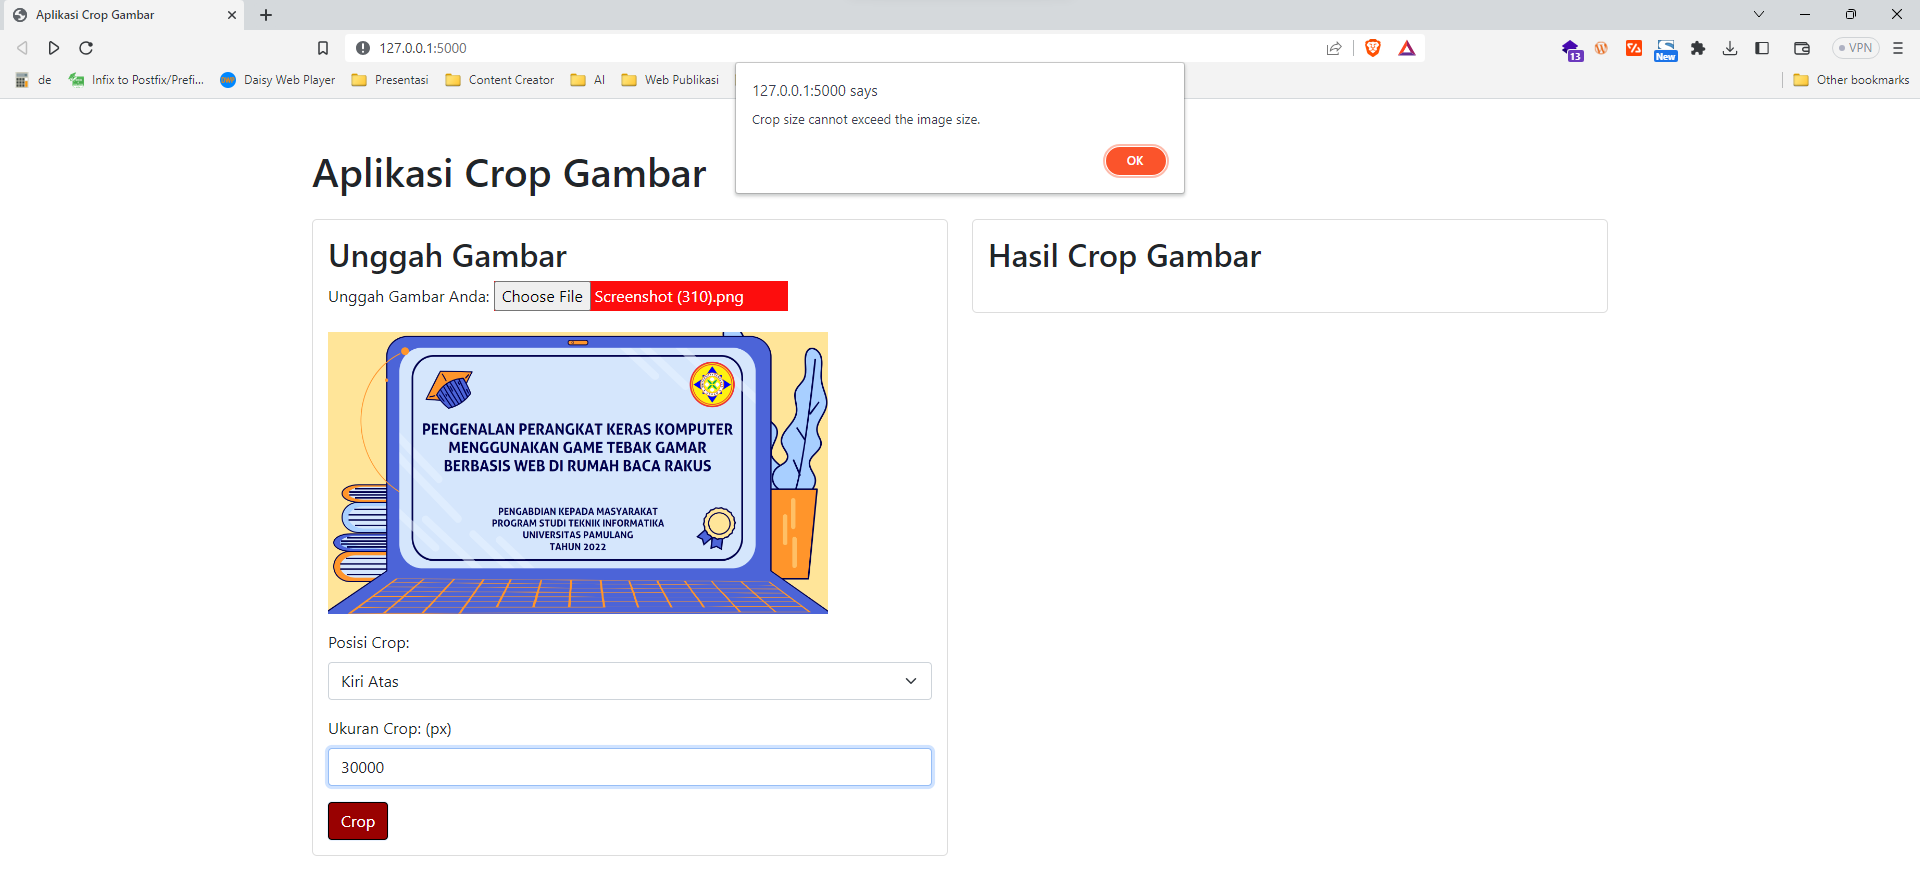 Aplikasi Crop Gambar
127.0.0.1:5000
13
New
VPN
de
Infix to Postfix/Prefi...
Daisy Web Player
Presentasi
Content Creator
AI
Web Publikasi
Other bookmarks
127.0.0.1:5000 says
Crop size cannot exceed the image size.
OK
Aplikasi Crop Gambar
Unggah Gambar
Unggah Gambar Anda: Choose File Screenshot (310).png
PENGENALAN PERANGKAT KERAS KOMPUTER
MENGGUNAKAN GAME TEBAK GAMAR
BERBASIS WEB DI RUMAH BACA RAKUS
PENGABDIAN KEPADA MASYARAKAT
PROGRAM STUDI TEKNIK INFORMATIKA
UNIVERSITAS PAMULANG
TAHUN 2022
Posisi Crop:
Kiri Atas
Ukuran Crop: (px)
30000
Crop
Hasil Crop Gambar